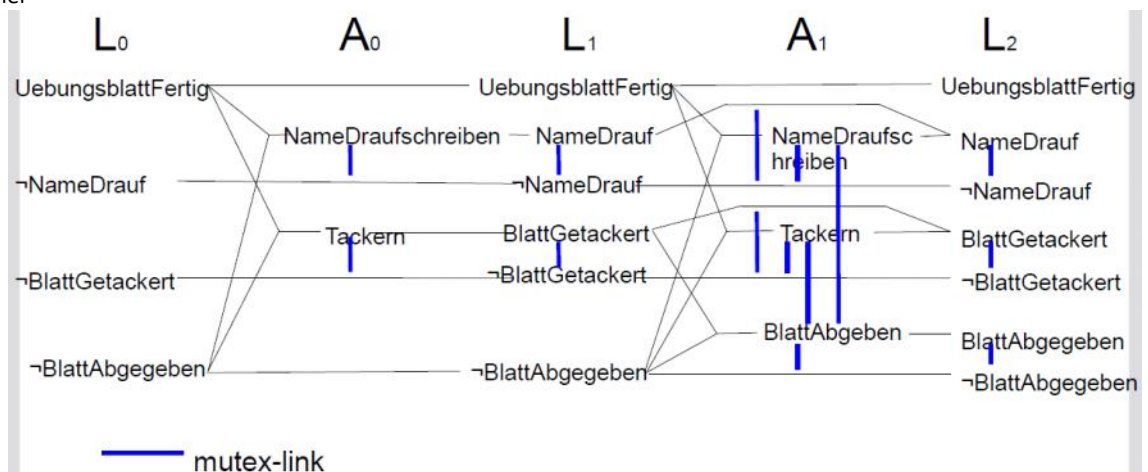 L0 A0 L1 A1 L2
UebungsblattFertig UebungsblattFertig UebungsblattFertig
NameDraufschreiben NameDrauf NameDraufsc NameDrauf
hreiben
¬NameDrauf ¬NameDrauf ¬NameDrauf
Tackern BlattGetackert Tackern BlattGetackert
¬BlattGetackert ¬BlattGetackert ¬BlattGetackert
BlattAbgeben BlattAbgegeben
¬BlattAbgegeben ¬BlattAbgegeben ¬BlattAbgegeben
mutex-link